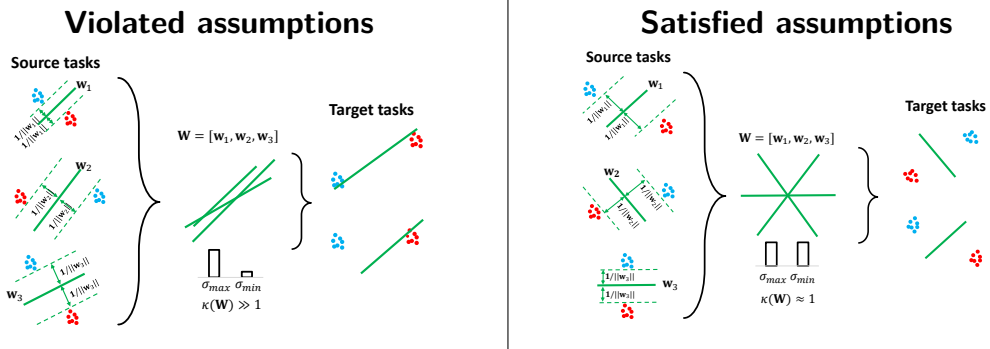 Violated assumptions
Source tasks
w₁
1/||w₁||
1/||w₁||
w₂
1/||w₂||
1/||w₂||
w₃
1/||w₃||
1/||w₃||
W = [w₁, w₂, w₃]
σmax σmin
κ(W) ≫ 1
Target tasks
Satisfied assumptions
Source tasks
w₁
1/||w₁||
1/||w₁||
w₂
1/||w₂||
1/||w₂||
w₃
1/||w₃||
1/||w₃||
W = [w₁, w₂, w₃]
σmax σmin
κ(W) ≈ 1
Target tasks